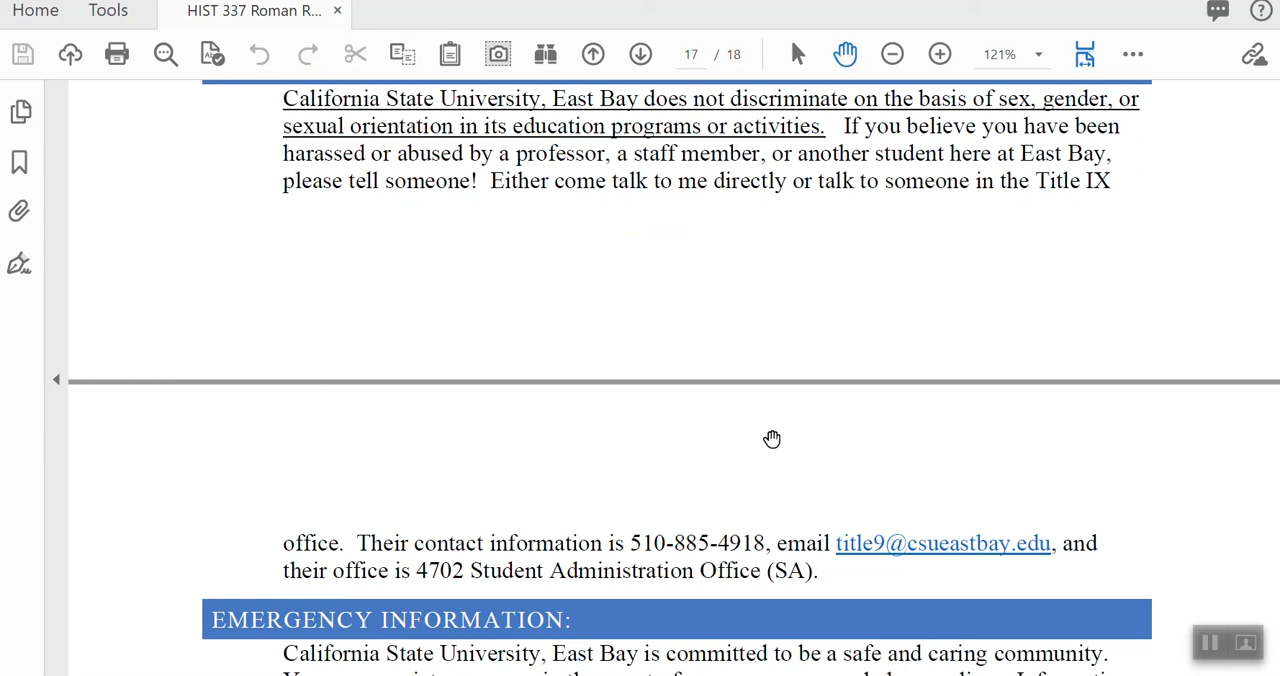 Home Tools HIST 337 Roman R... ×
17 / 18 121%
California State University, East Bay does not discriminate on the basis of sex, gender, or
sexual orientation in its education programs or activities. If you believe you have been
harassed or abused by a professor, a staff member, or another student here at East Bay,
please tell someone! Either come talk to me directly or talk to someone in the Title IX
office. Their contact information is 510-885-4918, email title9@csueastbay.edu, and
their office is 4702 Student Administration Office (SA).
EMERGENCY INFORMATION:
California State University, East Bay is committed to be a safe and caring community.